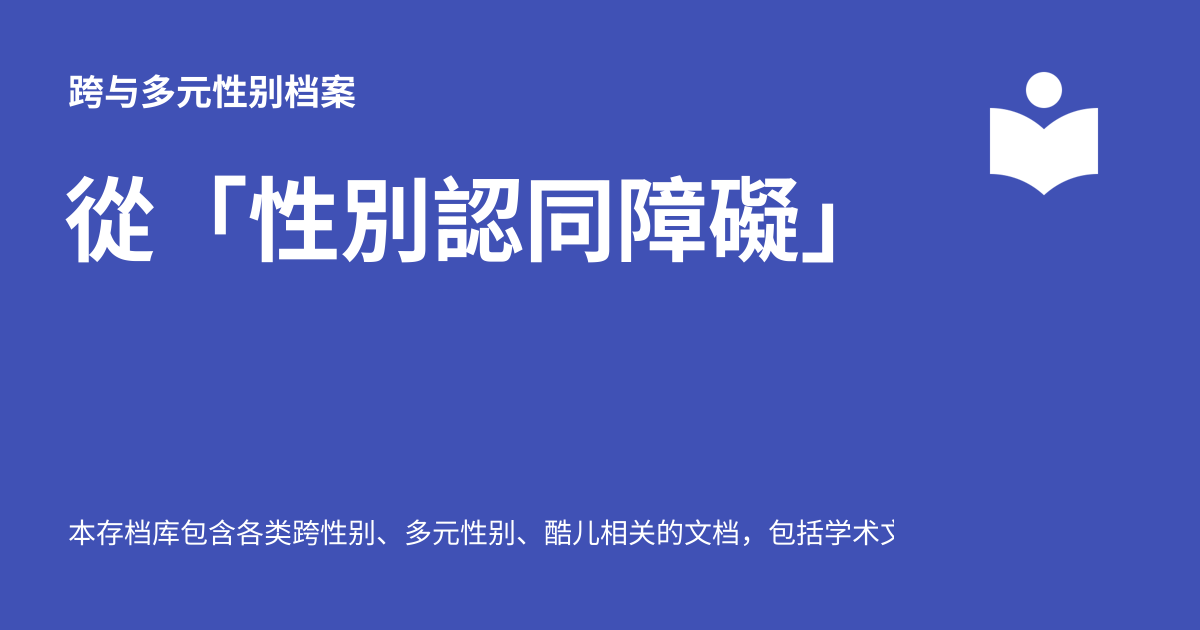 跨与多元性别档案
從「性別認同障礙」
本存档库包含各类跨性别、多元性别、酷儿相关的文档，包括学术文